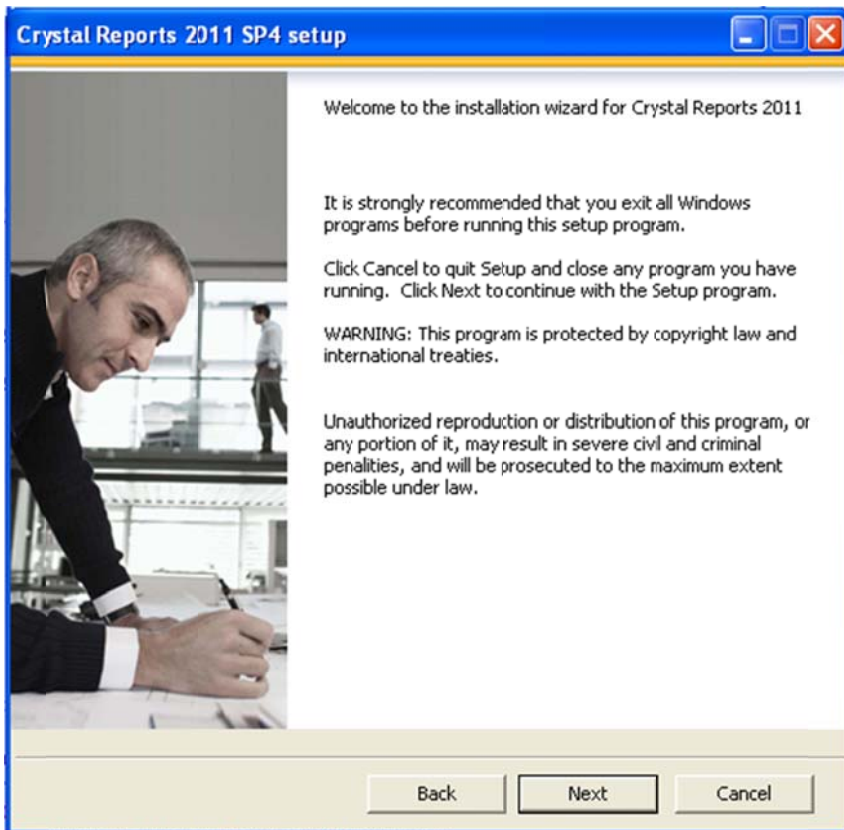 Crystal Reports 2011 SP4 setup
Welcome to the installation wizard for Crystal Reports 2011
It is strongly recommended that you exit all Windows
programs before running this setup program.
Click Cancel to quit Setup and close any program you have
running. Click Next to continue with the Setup program.
WARNING: This program is protected by copyright law and
international treaties.
Unauthorized reproduction or distribution of this program, or
any portion of it, may result in severe civil and criminal
penalities, and will be prosecuted to the maximum extent
possible under law.
Back Next Cancel